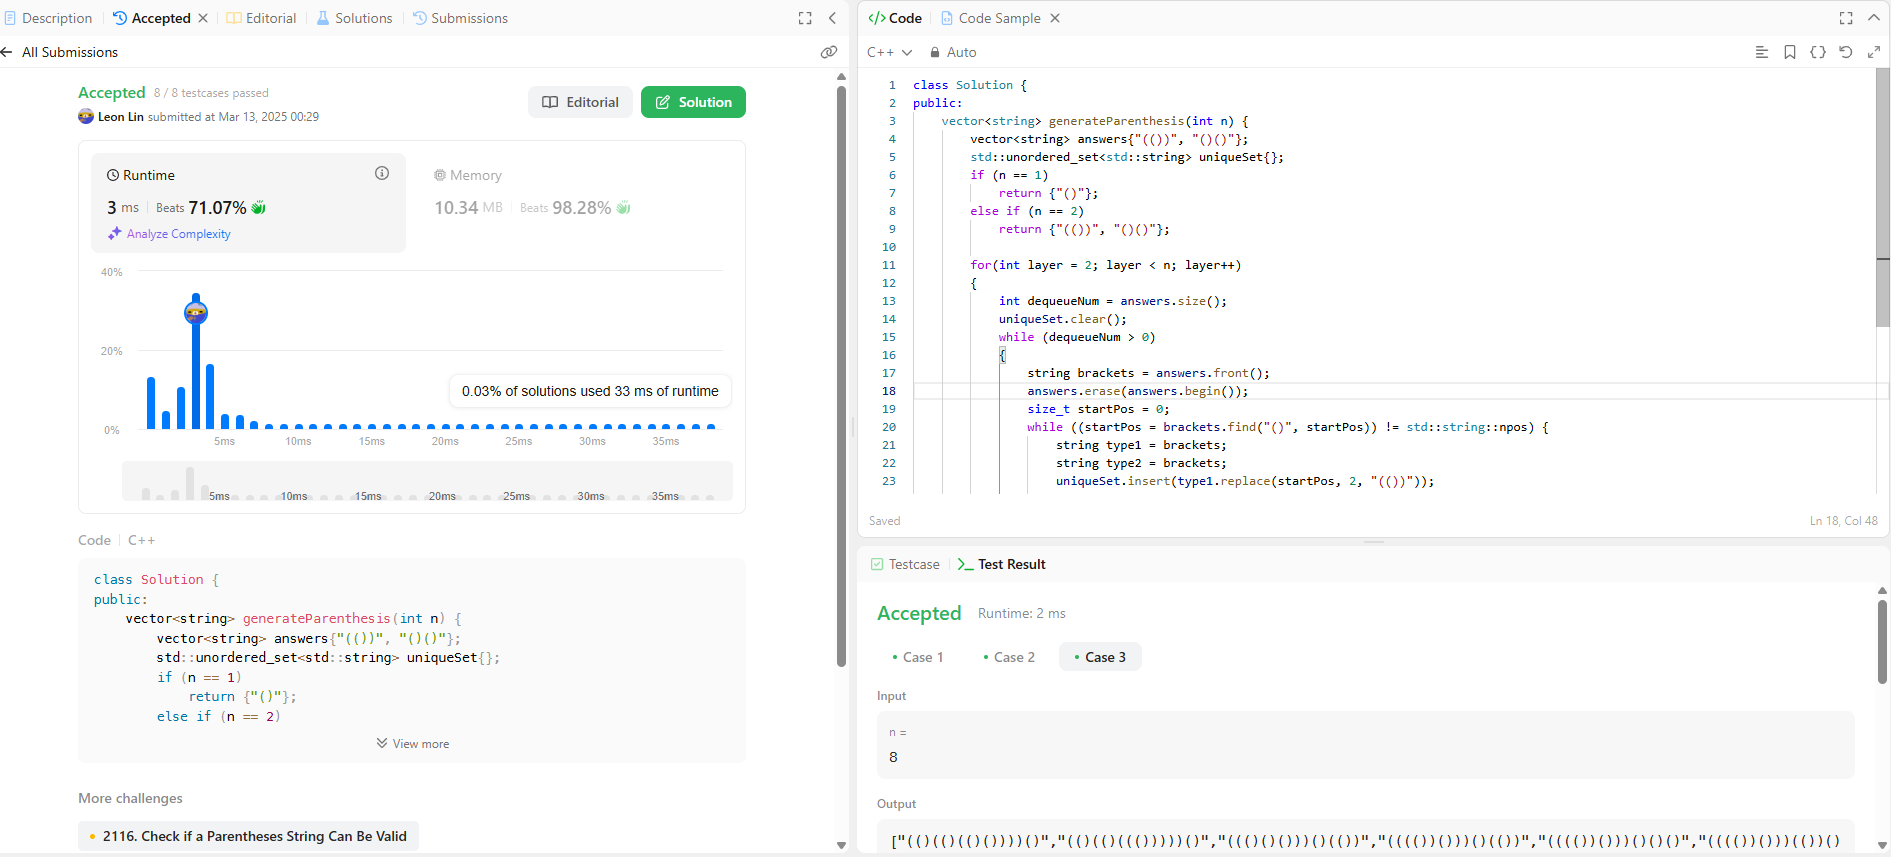 Description
Accepted
Editorial
Solutions
Submissions
All Submissions
Accepted 8 / 8 testcases passed
Leon Lin submitted at Mar 13, 2025 00:29
Editorial
Solution
Runtime
3 ms Beats 71.07%
Analyze Complexity
Memory
10.34 MB Beats 98.28%
40%
20%
0%
0.03% of solutions used 33 ms of runtime
5ms 10ms 15ms 20ms 25ms 30ms 35ms
5ms 10ms 15ms 20ms 25ms 30ms 35ms
Code C++
class Solution {
public:
    vector<string> generateParenthesis(int n) {
        vector<string> answers{"(())", "()()"};
        std::unordered_set<std::string> uniqueSet{};
        if (n == 1)
            return {"()"};
        else if (n == 2)
View more
More challenges
2116. Check if a Parentheses String Can Be Valid
</> Code
Code Sample
C++ Auto
1 class Solution {
2 public:
3     vector<string> generateParenthesis(int n) {
4         vector<string> answers{"(())", "()()"};
5         std::unordered_set<std::string> uniqueSet{};
6         if (n == 1)
7             return {"()"};
8         else if (n == 2)
9             return {"(())", "()()"};
10
11         for(int layer = 2; layer < n; layer++)
12         {
13             int dequeueNum = answers.size();
14             uniqueSet.clear();
15             while (dequeueNum > 0)
16             {
17                 string brackets = answers.front();
18                 answers.erase(answers.begin());
19                 size_t startPos = 0;
20                 while ((startPos = brackets.find("()", startPos)) != std::string::npos) {
21                     string type1 = brackets;
22                     string type2 = brackets;
23                     uniqueSet.insert(type1.replace(startPos, 2, "(())"));
Saved
Ln 18, Col 48
Testcase
Test Result
Accepted Runtime: 2 ms
Case 1
Case 2
Case 3
Input
n =
8
Output
["(()(()(()())))()","(()(()((()))))()","((()()()))()(())","(((())()))()(())","(((())()))()()()","(((())()))(())()